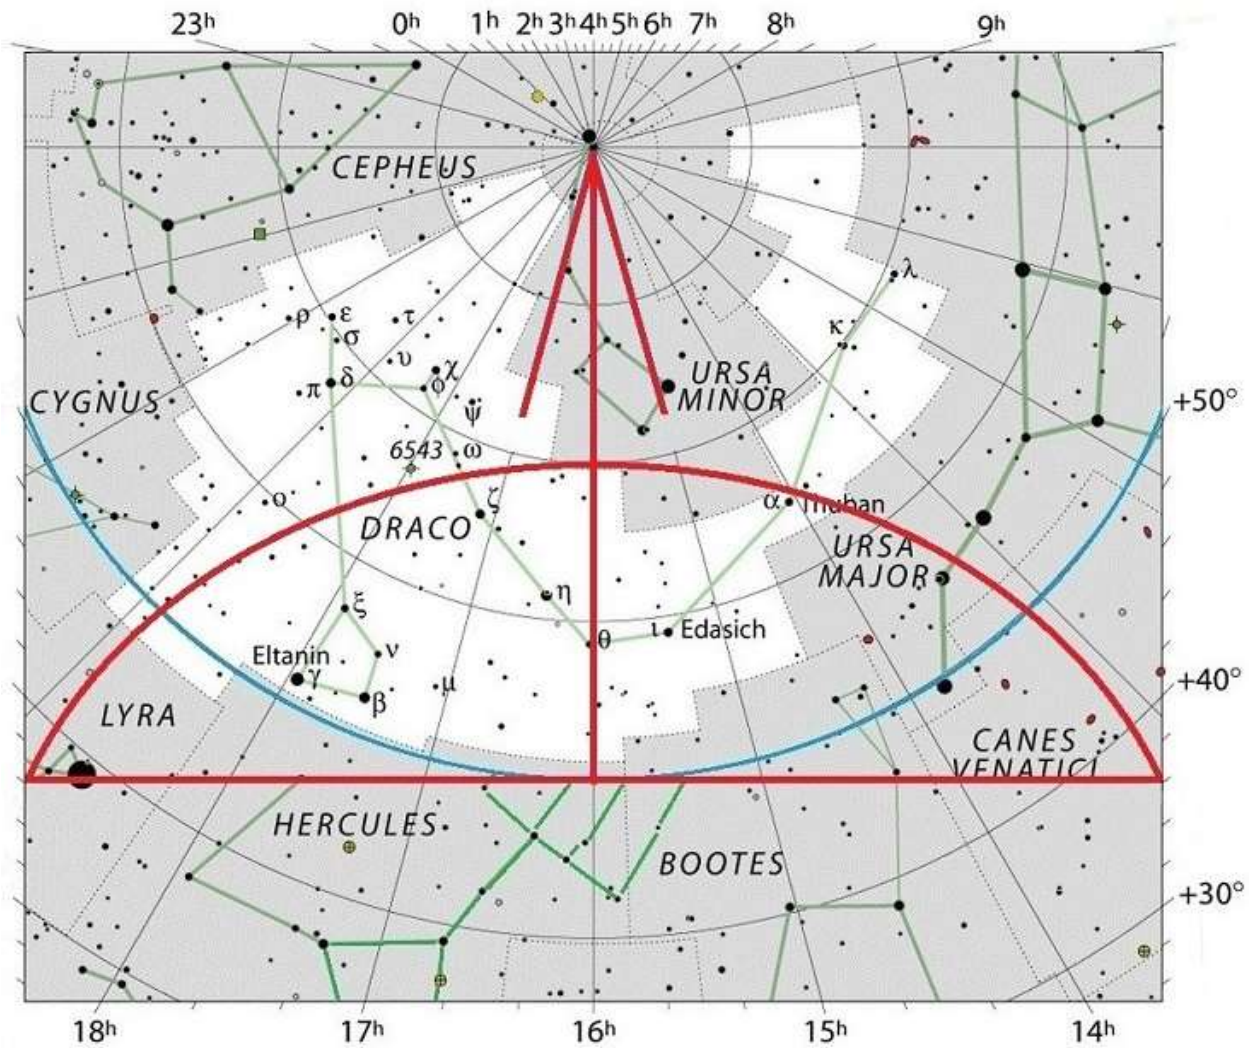 23ʰ 0ʰ 1ʰ 2ʰ 3ʰ 4ʰ 5ʰ 6ʰ 7ʰ 8ʰ 9ʰ
CEPHEUS
λ
ρ ε τ κ
σ
υ χ URSA
π δ φ MINOR
CYGNUS ψ +50°
6543 ω
ο ζ α Thuban
DRACO
URSA
MAJOR
ξ η
θ ι Edasich
Eltanin ν
γ μ +40°
β
LYRA
CANES
VENATICI
HERCULES
BOOTES
+30°
18ʰ 17ʰ 16ʰ 15ʰ 14ʰ